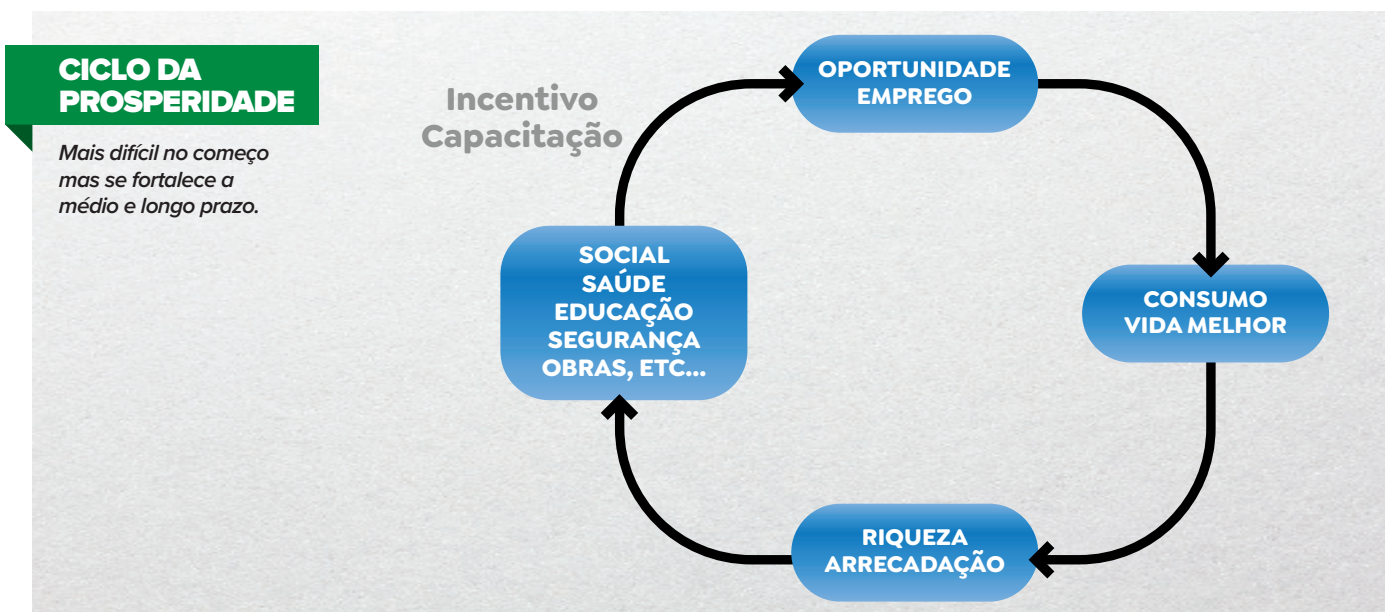 CICLO DA
PROSPERIDADE
Mais difícil no começo
mas se fortalece a
médio e longo prazo.
Incentivo
Capacitação
OPORTUNIDADE
EMPREGO
CONSUMO
VIDA MELHOR
RIQUEZA
ARRECADAÇÃO
SOCIAL
SAÚDE
EDUCAÇÃO
SEGURANÇA
OBRAS, ETC...